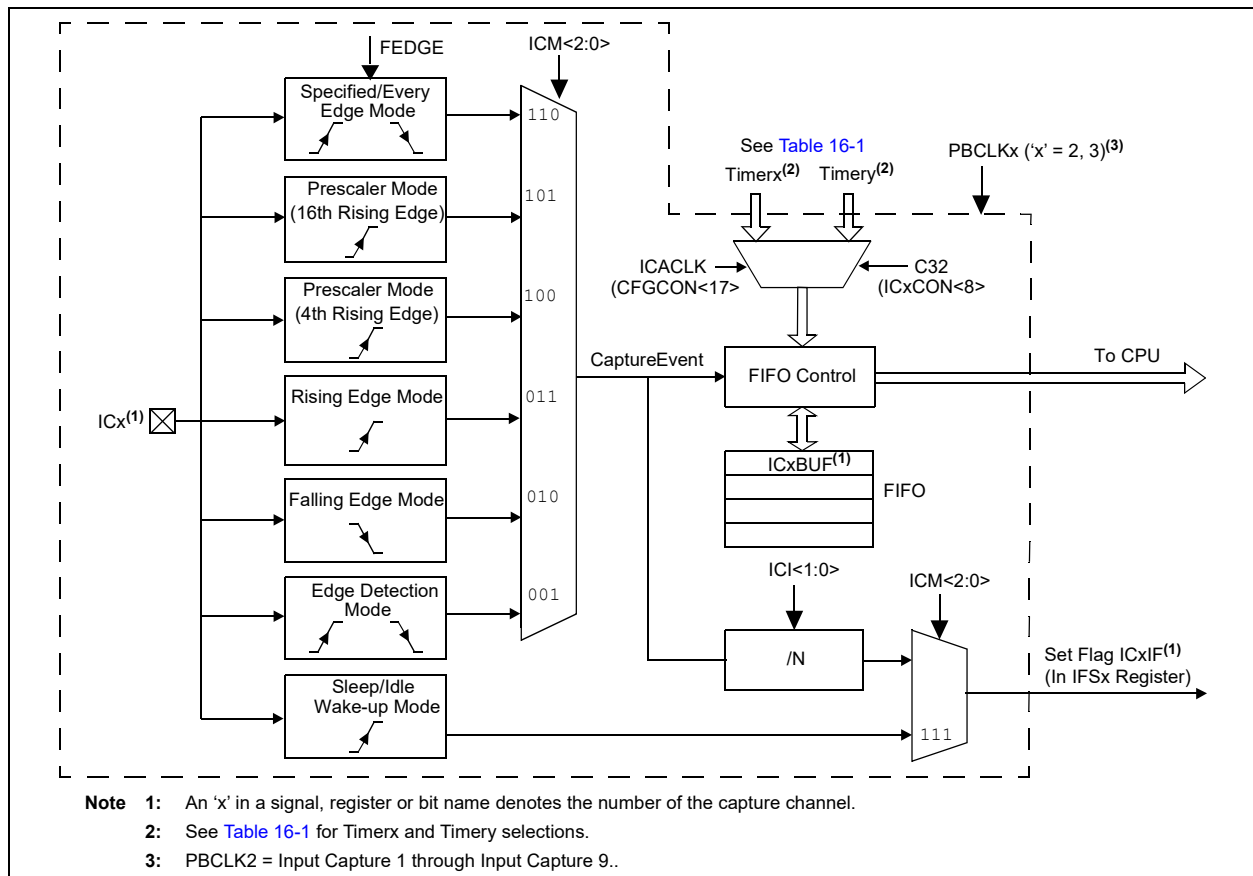 FEDGE
ICM<2:0>
Specified/Every
Edge Mode
110
Prescaler Mode
(16th Rising Edge)
101
Prescaler Mode
(4th Rising Edge)
100
Rising Edge Mode
011
ICx(1)
Falling Edge Mode
010
Edge Detection
Mode
001
Sleep/Idle
Wake-up Mode
See Table 16-1
Timerx(2) Timery(2)
PBCLKx (‘x’ = 2, 3)(3)
ICACLK
(CFGCON<17>
C32
(ICxCON<8>
CaptureEvent
FIFO Control
To CPU
ICxBUF(1)
FIFO
ICI<1:0>
ICM<2:0>
/N
111
Set Flag ICxIF(1)
(In IFSx Register)
Note 1: An ‘x’ in a signal, register or bit name denotes the number of the capture channel.
2: See Table 16-1 for Timerx and Timery selections.
3: PBCLK2 = Input Capture 1 through Input Capture 9..